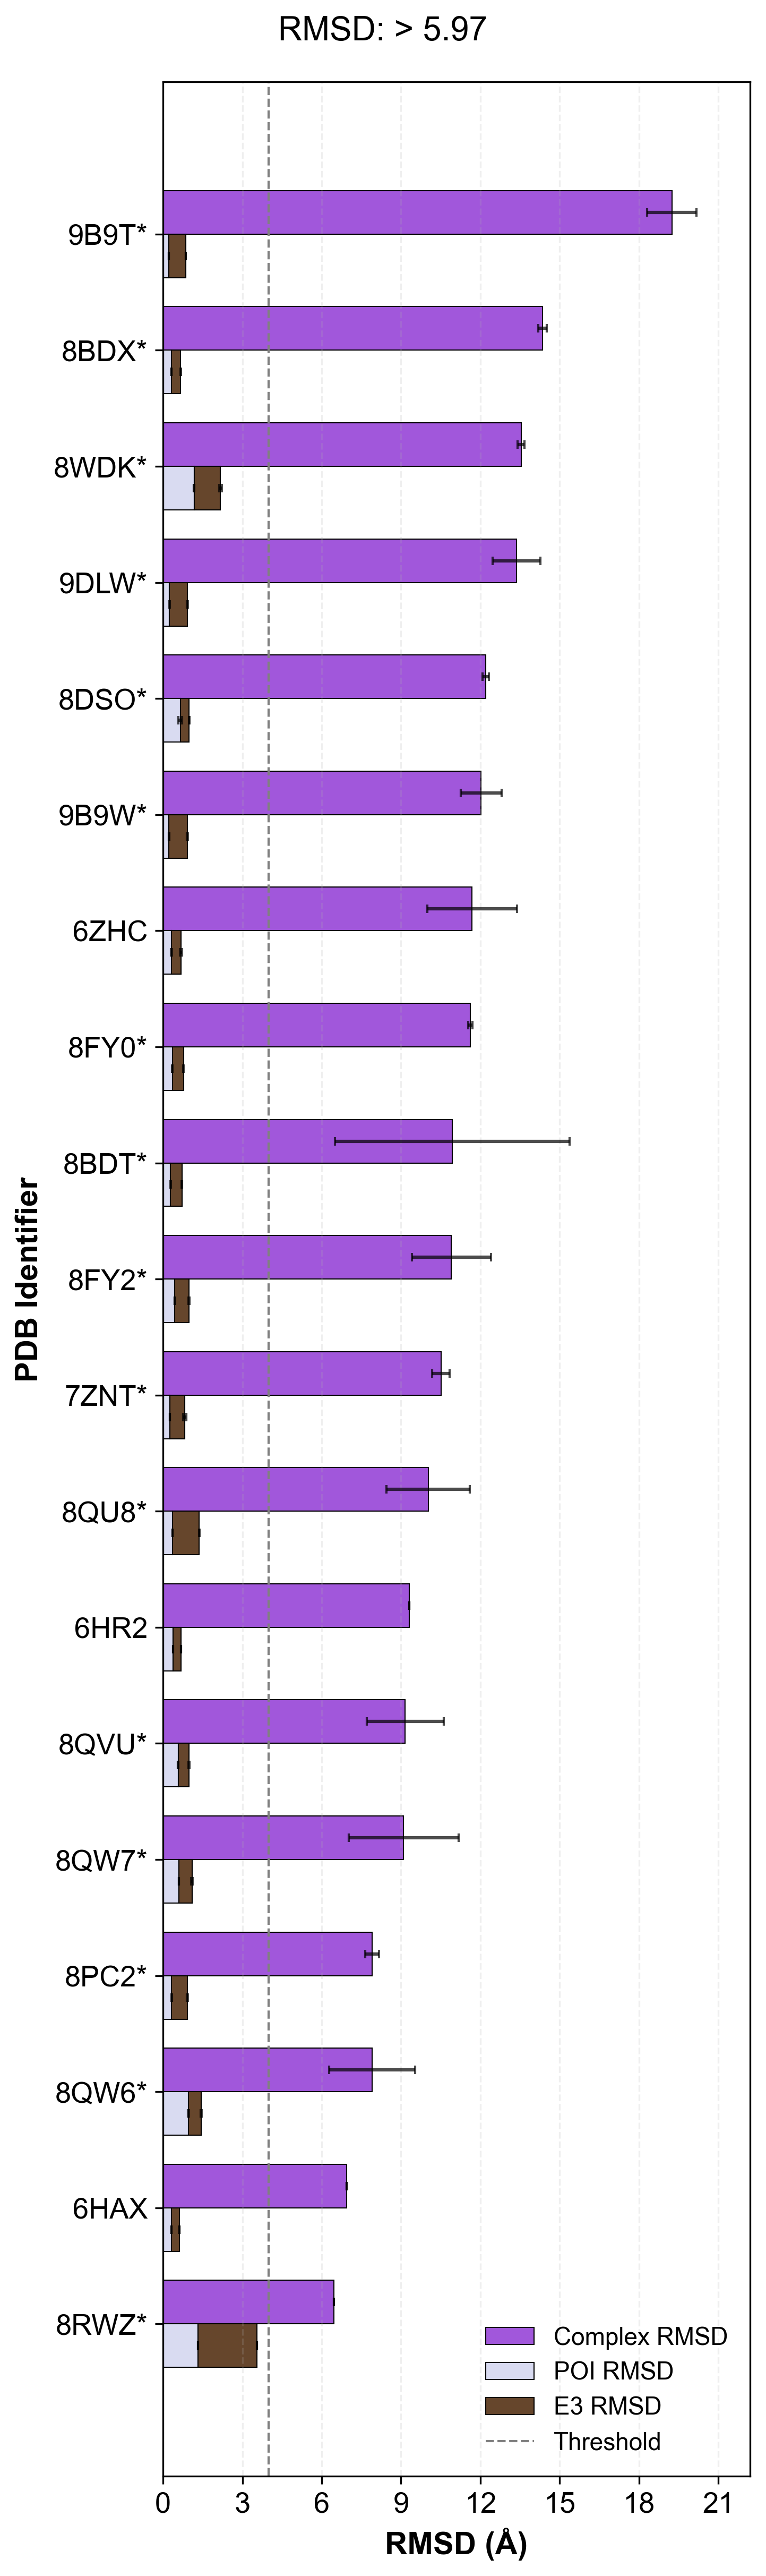 RMSD: > 5.97
9B9T*
8BDX*
8WDK*
9DLW*
8DSO*
9B9W*
6ZHC
8FY0*
8BDT*
8FY2*
7ZNT*
8QU8*
6HR2
8QVU*
8QW7*
8PC2*
8QW6*
6HAX
8RWZ*
PDB Identifier
Complex RMSD
POI RMSD
E3 RMSD
Threshold
0 3 6 9 12 15 18 21
RMSD (Å)